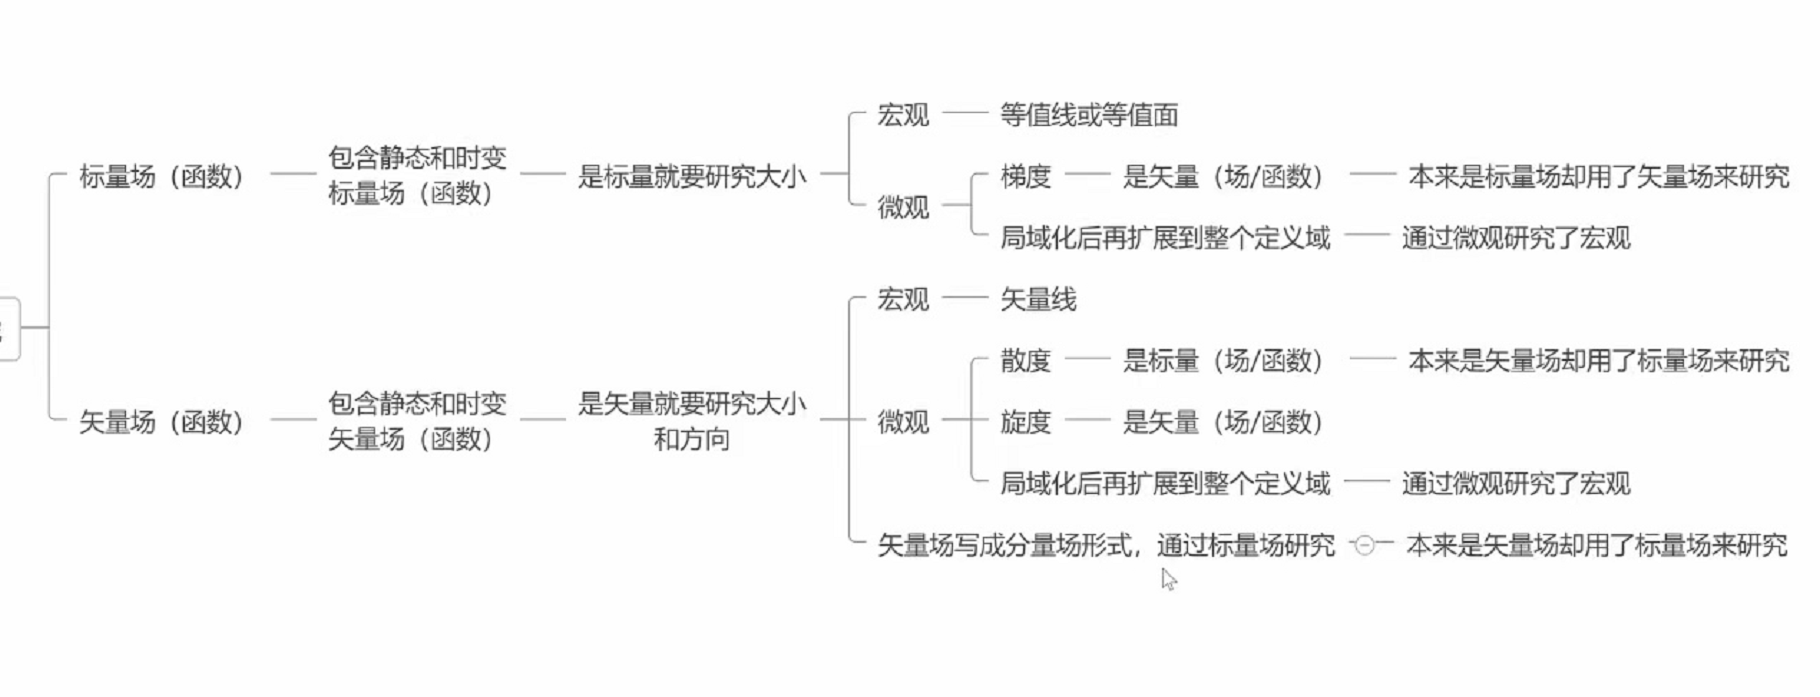 宏观
等值线或等值面
标量场（函数）
包含静态和时变
标量场（函数）
是标量就要研究大小
微观
梯度
是矢量（场/函数）
本来是标量场却用了矢量场来研究
局域化后再扩展到整个定义域
通过微观研究了宏观
宏观
矢量线
矢量场（函数）
包含静态和时变
矢量场（函数）
是矢量就要研究大小
和方向
微观
散度
是标量（场/函数）
本来是矢量场却用了标量场来研究
旋度
是矢量（场/函数）
局域化后再扩展到整个定义域
通过微观研究了宏观
矢量场写成分量场形式，通过标量场研究
本来是矢量场却用了标量场来研究